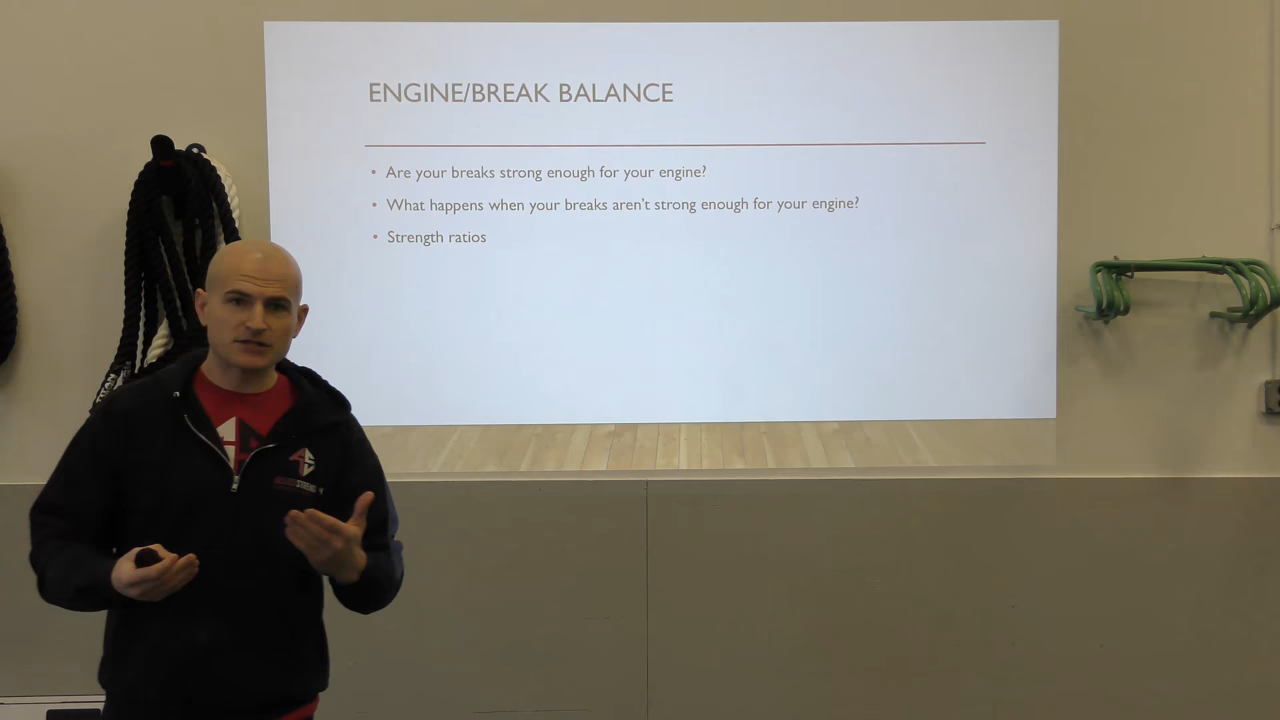 ENGINE/BREAK BALANCE
• Are your breaks strong enough for your engine?
• What happens when your breaks aren't strong enough for your engine?
• Strength ratios